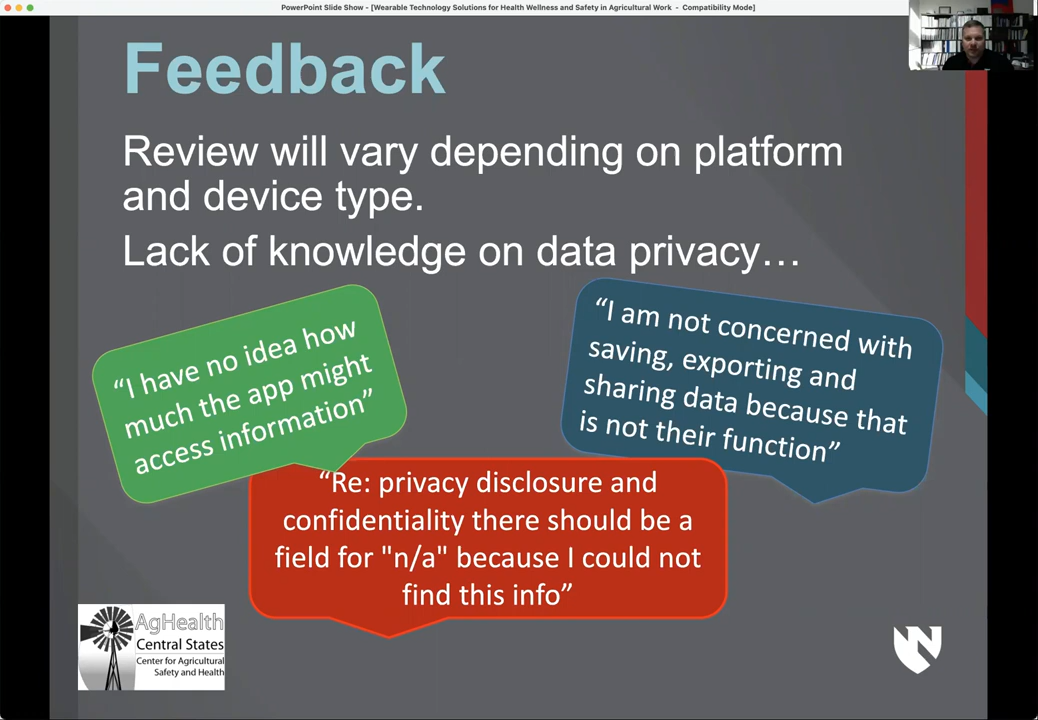 PowerPoint Slide Show - [Wearable Technology Solutions for Health Wellness and Safety in Agricultural Work - Compatibility Mode]
Feedback
Review will vary depending on platform
and device type.
Lack of knowledge on data privacy…
“I have no idea how
much the app might
access information”
“I am not concerned with
saving, exporting and
sharing data because that
is not their function”
“Re: privacy disclosure and
confidentiality there should be a
field for "n/a" because I could not
find this info”
AgHealth
Central States
Center for Agricultural
Safety and Health